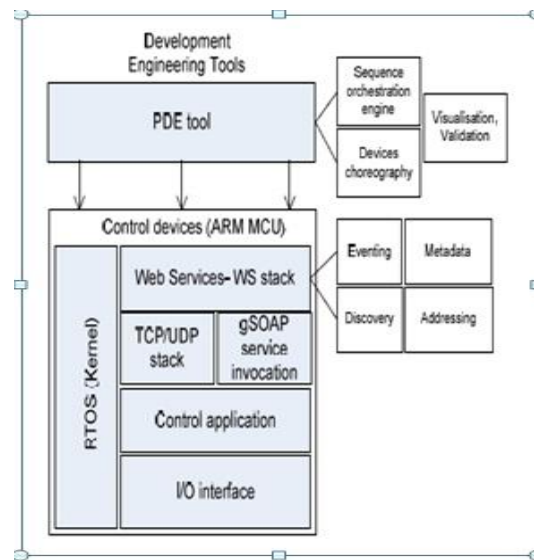 Development
Engineering Tools
PDE tool
Sequence
orchestration
engine
Devices
choreography
Visualisation,
Validation
Control devices (ARM MCU)
RTOS (Kernel)
Web Services- WS stack
TCP/UDP
stack
gSOAP
service
invocation
Control application
I/O interface
Eventing
Metadata
Discovery
Addressing